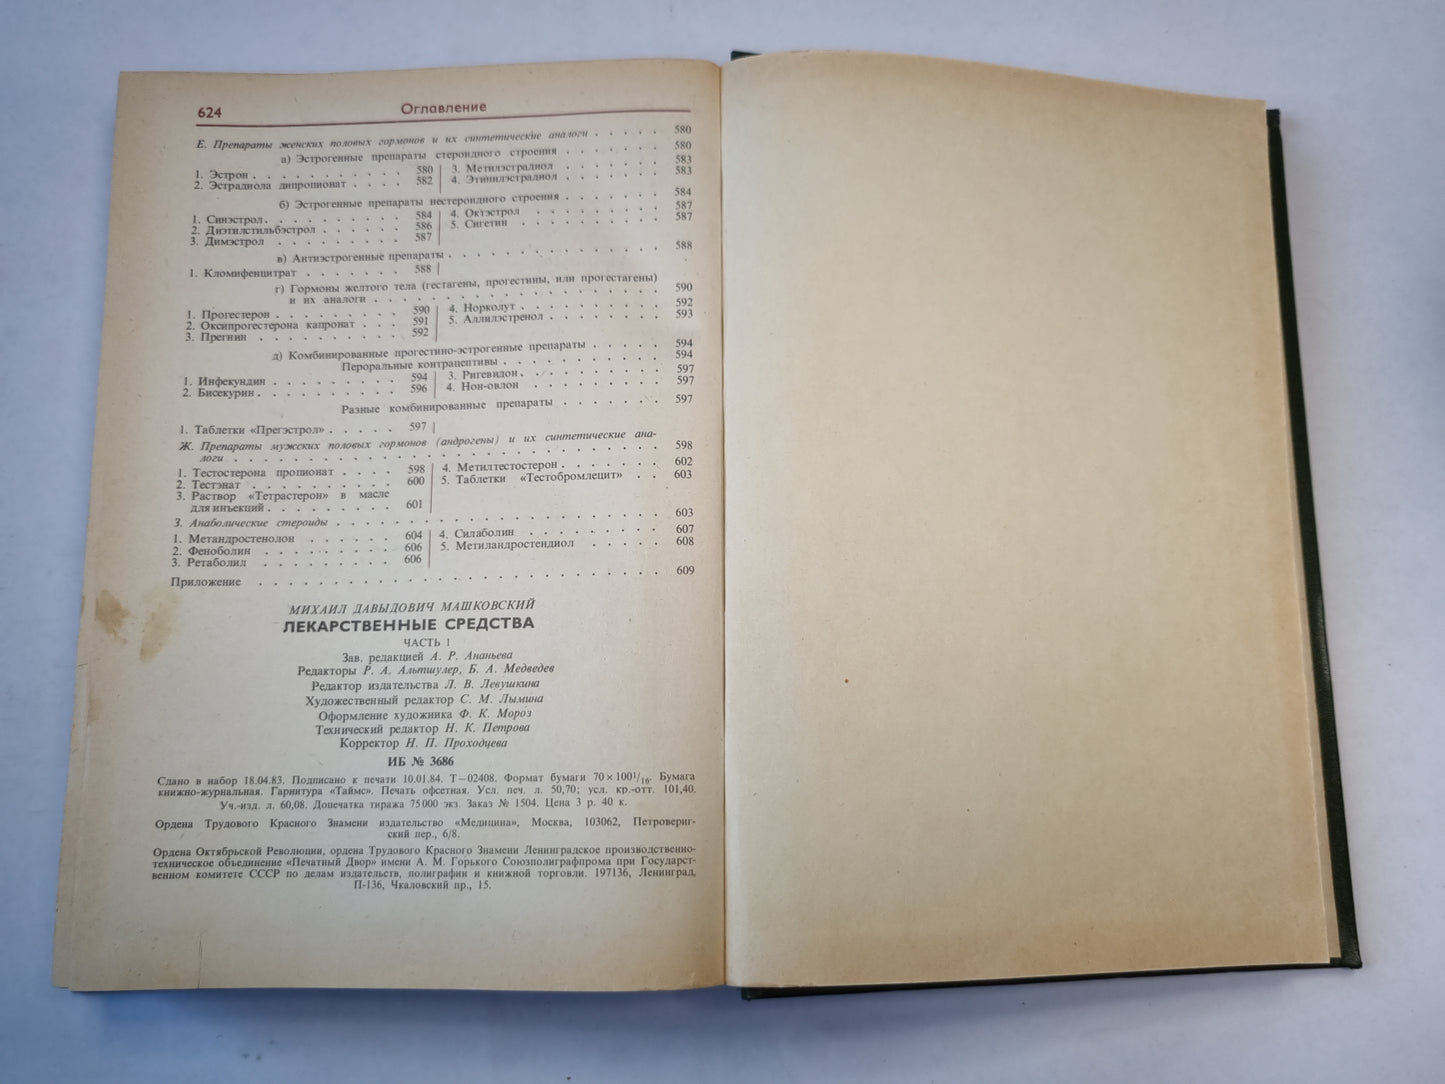 624 Оглавление
Е. Препараты женских половых гормонов и их синтетические аналоги . . . . . 580
а) Эстрогенные препараты стероидного строения . . . . . . . 580
1. Эстрон . . . . . . . . . . 580 | 3. Метилэстрадиол . . . . . . . 583
2. Эстрадиола дипропионат . . . . 582 | 4. Этинилэстрадиол . . . . . . . 583
б) Эстрогенные препараты нестероидного строения . . . . . . . 584
1. Синэстрол . . . . . . . . . 584 | 4. Октэстрол . . . . . . . . 587
2. Диэтилстильбэстрол . . . . . . 586 | 5. Сигетин . . . . . . . . . 587
3. Димэстрол . . . . . . . . . 587
в) Антиэстрогенные препараты . . . . . . . . . . . . . . 588
1. Кломифенцитрат . . . . . . . 588 |
г) Гормоны желтого тела (гестагены, прогестины, или прогестагены)
и их аналоги . . . . . . . . . . . . . . . . . . . . 590
1. Прогестерон . . . . . . . . . 590 | 4. Норколут . . . . . . . . . 592
2. Оксипрогестерона капронат . . . 591 | 5. Аллилэстренол . . . . . . . . 593
3. Прегнин . . . . . . . . . . 592
д) Комбинированные прогестино-эстрогенные препараты . . . . . 594
Пероральные контрацептивы . . . . . . . . . . . . 594
1. Инфекундин . . . . . . . . . 594 | 3. Ригевидон . . . . . . . . . 597
2. Бисекурин . . . . . . . . . . 596 | 4. Нон-овлон . . . . . . . . 597
Разные комбинированные препараты . . . . . . . 597
1. Таблетки «Прегэстрол» . . . . . 597 |
Ж. Препараты мужских половых гормонов (андрогены) и их синтетические ана-
логи . . . . . . . . . . . . . . . . . . . . . . . . 598
1. Тестостерона пропионат . . . . 598 | 4. Метилтестостерон . . . . . . . 602
2. Тестэнат . . . . . . . . . . 600 | 5. Таблетки «Тестобромлецит» . . 603
3. Раствор «Тетрастерон» в масле
для инъекций . . . . . . . . . 601
З. Анаболические стероиды . . . . . . . . . . . . . . . . . . . 603
1. Метандростенолон . . . . . . 604 | 4. Силаболин . . . . . . . . 607
2. Феноболин . . . . . . . . . 606 | 5. Метиландростендиол . . . . . 608
3. Ретаболил . . . . . . . . . 606
Приложение . . . . . . . . . . . . . . . . . . . . . . . . 609
МИХАИЛ ДАВЫДОВИЧ МАШКОВСКИЙ
ЛЕКАРСТВЕННЫЕ СРЕДСТВА
ЧАСТЬ 1
Зав. редакцией А. Р. Ананьева
Редакторы Р. А. Альтшулер, Б. А. Медведев
Редактор издательства Л. В. Левушкина
Художественный редактор С. М. Лымина
Оформление художника Ф. К. Мороз
Технический редактор Н. К. Петрова
Корректор Н. П. Проходцева
ИБ № 3686
Сдано в набор 18.04.83. Подписано к печати 10.01.84. Т—02408. Формат бумаги 70×100 1/16. Бумага
книжно-журнальная. Гарнитура «Таймс». Печать офсетная. Усл. печ. л. 50,70; усл. кр.-отт. 101,40.
Уч.-изд. л. 60,08. Допечатка тиража 75 000 экз. Заказ № 1504. Цена 3 р. 40 к.
Ордена Трудового Красного Знамени издательство «Медицина», Москва, 103062, Петровериг-
ский пер., 6/8.
Ордена Октябрьской Революции, ордена Трудового Красного Знамени Ленинградское производственно-
техническое объединение «Печатный Двор» имени А. М. Горького Союзполиграфпрома при Государст-
венном комитете СССР по делам издательств, полиграфии и книжной торговли. 197136, Ленинград,
П-136, Чкаловский пр., 15.